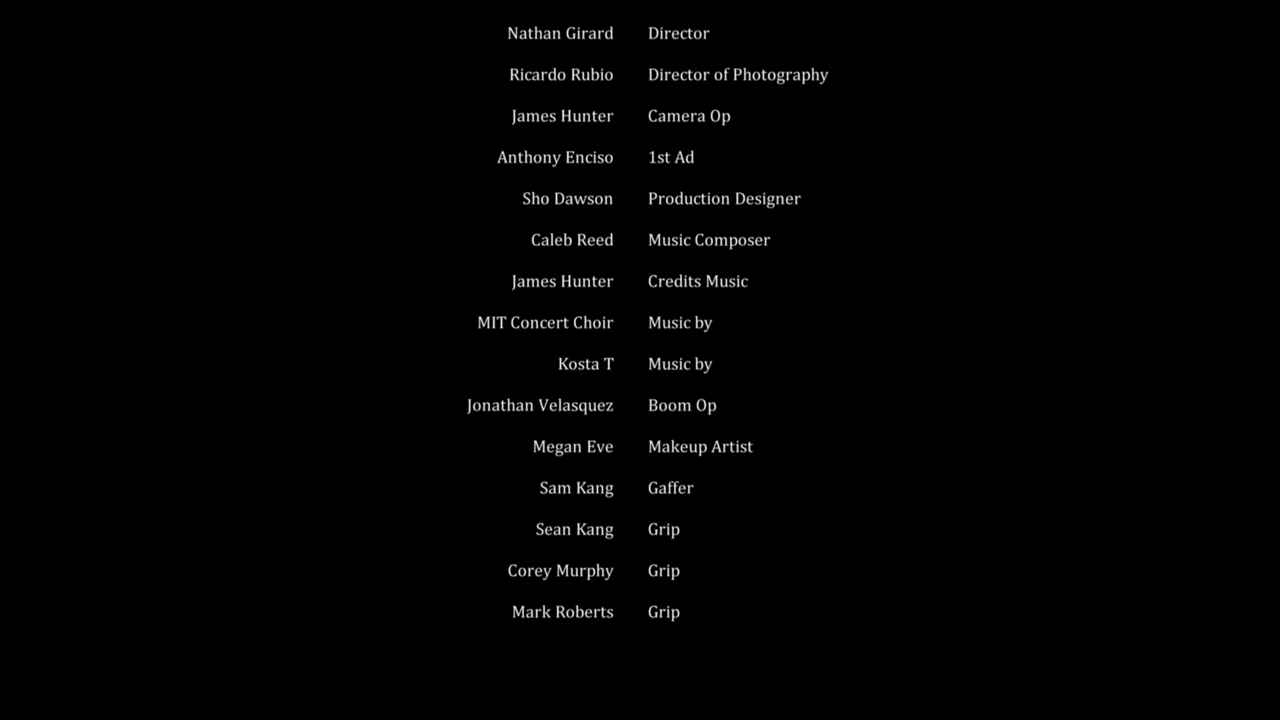 Nathan Girard Director
Ricardo Rubio Director of Photography
James Hunter Camera Op
Anthony Enciso 1st Ad
Sho Dawson Production Designer
Caleb Reed Music Composer
James Hunter Credits Music
MIT Concert Choir Music by
Kosta T Music by
Jonathan Velasquez Boom Op
Megan Eve Makeup Artist
Sam Kang Gaffer
Sean Kang Grip
Corey Murphy Grip
Mark Roberts Grip